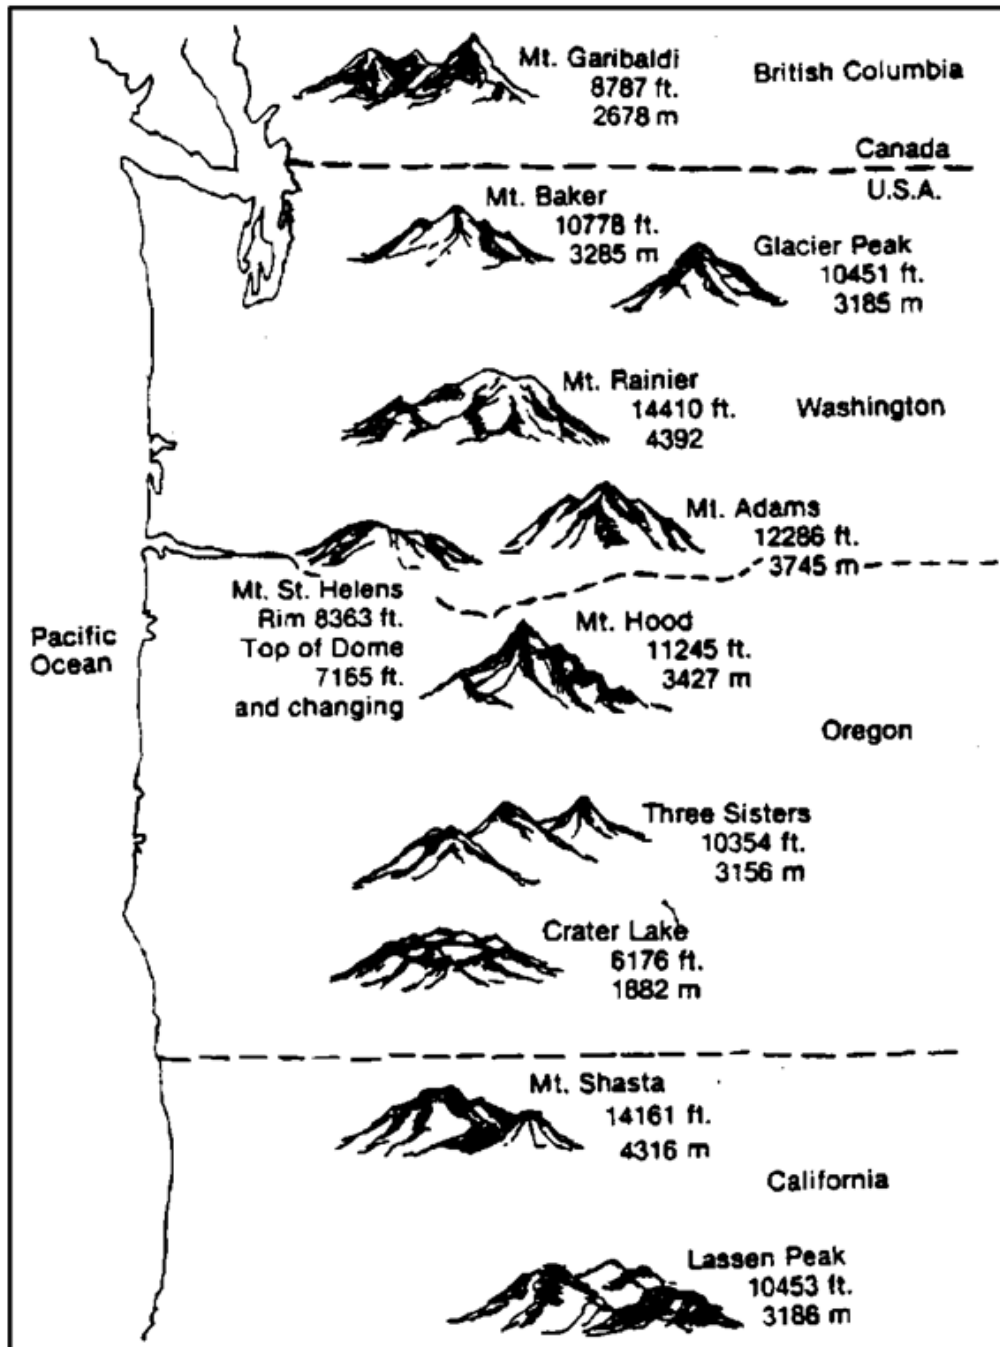 Mt. Garibaldi
8787 ft.
2678 m
British Columbia
Canada
U.S.A.
Mt. Baker
10778 ft.
3285 m
Glacier Peak
10451 ft.
3185 m
Mt. Rainier
14410 ft.
4392
Washington
Mt. Adams
12286 ft.
3745 m
Mt. St. Helens
Rim 8363 ft.
Top of Dome
7165 ft.
and changing
Pacific
Ocean
Mt. Hood
11245 ft.
3427 m
Oregon
Three Sisters
10354 ft.
3156 m
Crater Lake
6176 ft.
1882 m
Mt. Shasta
14161 ft.
4316 m
California
Lassen Peak
10453 ft.
3186 m